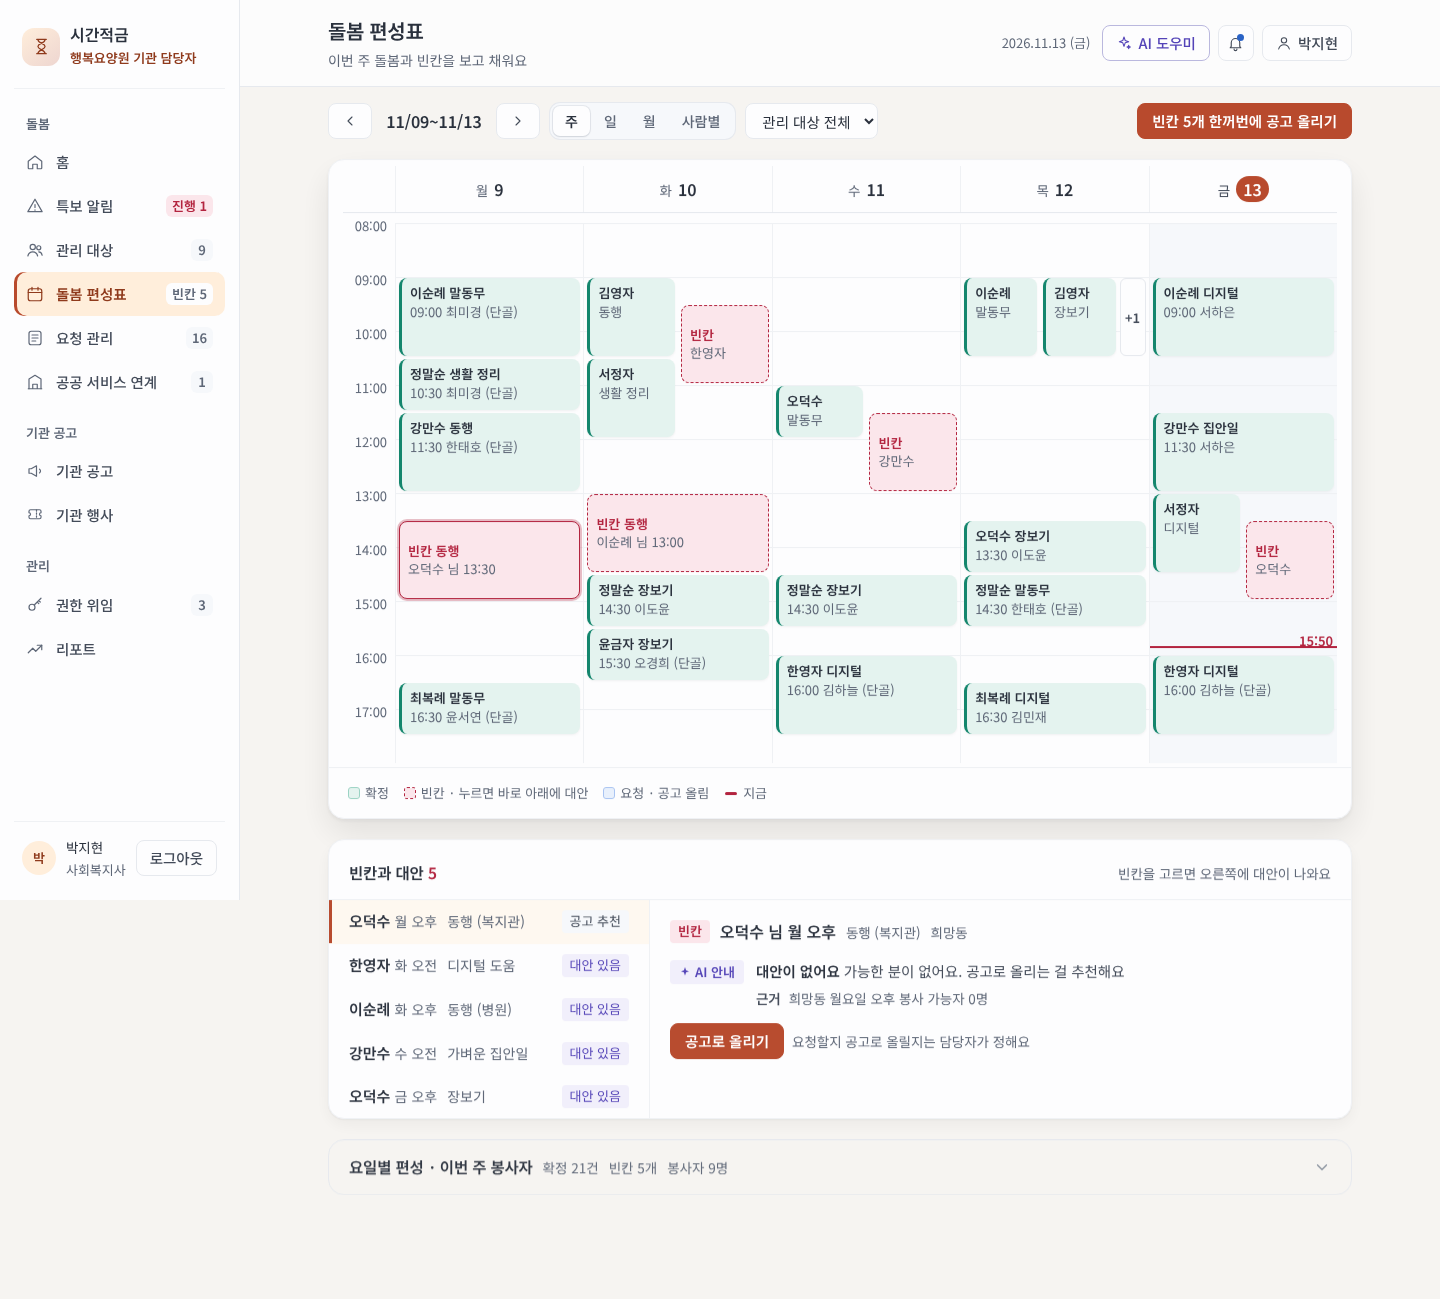 시간적금
행복요양원 기관 담당자
돌봄
홈
특보 알림 진행 1
관리 대상 9
돌봄 편성표 빈칸 5
요청 관리 16
공공 서비스 연계 1
기관 공고
기관 공고
기관 행사
관리
권한 위임 3
리포트
박 박지현
사회복지사
로그아웃
돌봄 편성표
이번 주 돌봄과 빈칸을 보고 채워요
2026.11.13 (금) AI 도우미 박지현
11/09~11/13 주 일 월 사람별 관리 대상 전체 빈칸 5개 한꺼번에 공고 올리기
월 9 화 10 수 11 목 12 금 13
08:00
09:00
10:00
11:00
12:00
13:00
14:00
15:00
16:00
17:00
이순례 말동무
09:00 최미경 (단골)
정말순 생활 정리
10:30 최미경 (단골)
강만수 동행
11:30 한태호 (단골)
빈칸 동행
오덕수 님 13:30
최복례 말동무
16:30 윤서연 (단골)
김영자
동행
빈칸
한영자
서정자
생활 정리
빈칸 동행
이순례 님 13:00
정말순 장보기
14:30 이도윤
윤금자 장보기
15:30 오경희 (단골)
오덕수
말동무
빈칸
강만수
정말순 장보기
14:30 이도윤
한영자 디지털
16:00 김하늘 (단골)
이순례
말동무
김영자
장보기
+1
오덕수 장보기
13:30 이도윤
정말순 말동무
14:30 한태호 (단골)
최복례 디지털
16:30 김민재
이순례 디지털
09:00 서하은
강만수 집안일
11:30 서하은
서정자
디지털
빈칸
오덕수
15:50
한영자 디지털
16:00 김하늘 (단골)
확정 빈칸 · 누르면 바로 아래에 대안 요청 · 공고 올림 지금
빈칸과 대안 5
빈칸을 고르면 오른쪽에 대안이 나와요
오덕수 월 오후 동행 (복지관) 공고 추천
한영자 화 오전 디지털 도움 대안 있음
이순례 화 오후 동행 (병원) 대안 있음
강만수 수 오전 가벼운 집안일 대안 있음
오덕수 금 오후 장보기 대안 있음
빈칸 오덕수 님 월 오후 동행 (복지관) 희망동
AI 안내 대안이 없어요 가능한 분이 없어요. 공고로 올리는 걸 추천해요
근거 희망동 월요일 오후 봉사 가능자 0명
공고로 올리기 요청할지 공고로 올릴지는 담당자가 정해요
요일별 편성 · 이번 주 봉사자 확정 21건 빈칸 5개 봉사자 9명